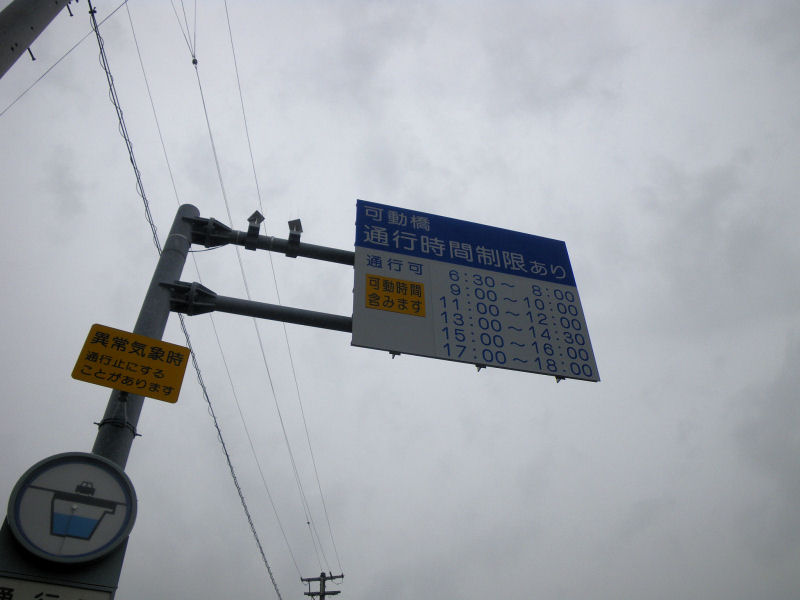 可動橋
通行時間制限あり
通行可
可動時間
含みます
6:30～ 8:00
9:00～10:00
11:00～12:00
13:00～14:30
15:00～16:00
17:00～18:00
異常気象時
通行止にする
ことがあります
通行